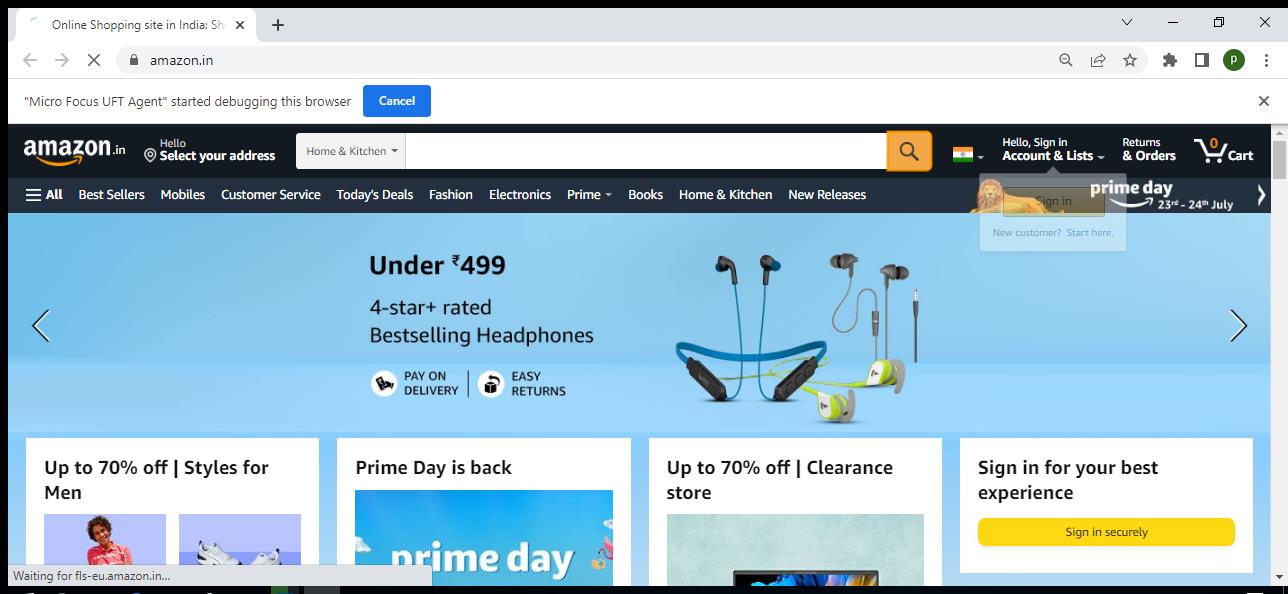 Online Shopping site in India: Sh
amazon.in
P
"Micro Focus UFT Agent" started debugging this browser
Cancel
amazon.in
Hello
Select your address
Home & Kitchen
Hello, Sign in
Account & Lists
Returns
& Orders
0
Cart
All
Best Sellers
Mobiles
Customer Service
Today's Deals
Fashion
Electronics
Prime
Books
Home & Kitchen
New Releases
prime day
23rd - 24th July
Sign in
New customer? Start here.
Under ₹499
4-star+ rated
Bestselling Headphones
PAY ON
DELIVERY
EASY
RETURNS
Up to 70% off | Styles for
Men
Prime Day is back
prime day
Up to 70% off | Clearance
store
Sign in for your best
experience
Sign in securely
Waiting for fls-eu.amazon.in...